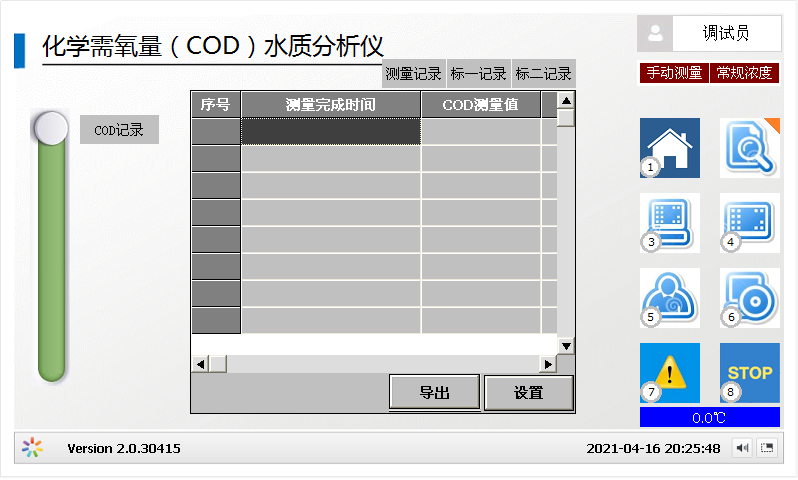 化学需氧量（COD）水质分析仪
调试员
测量记录 标一记录 标二记录
手动测量 常规浓度
COD记录
序号 测量完成时间 COD测量值
1
3 4
5 6
7 STOP 8
导出 设置
0.0℃
Version 2.0.30415 2021-04-16 20:25:48